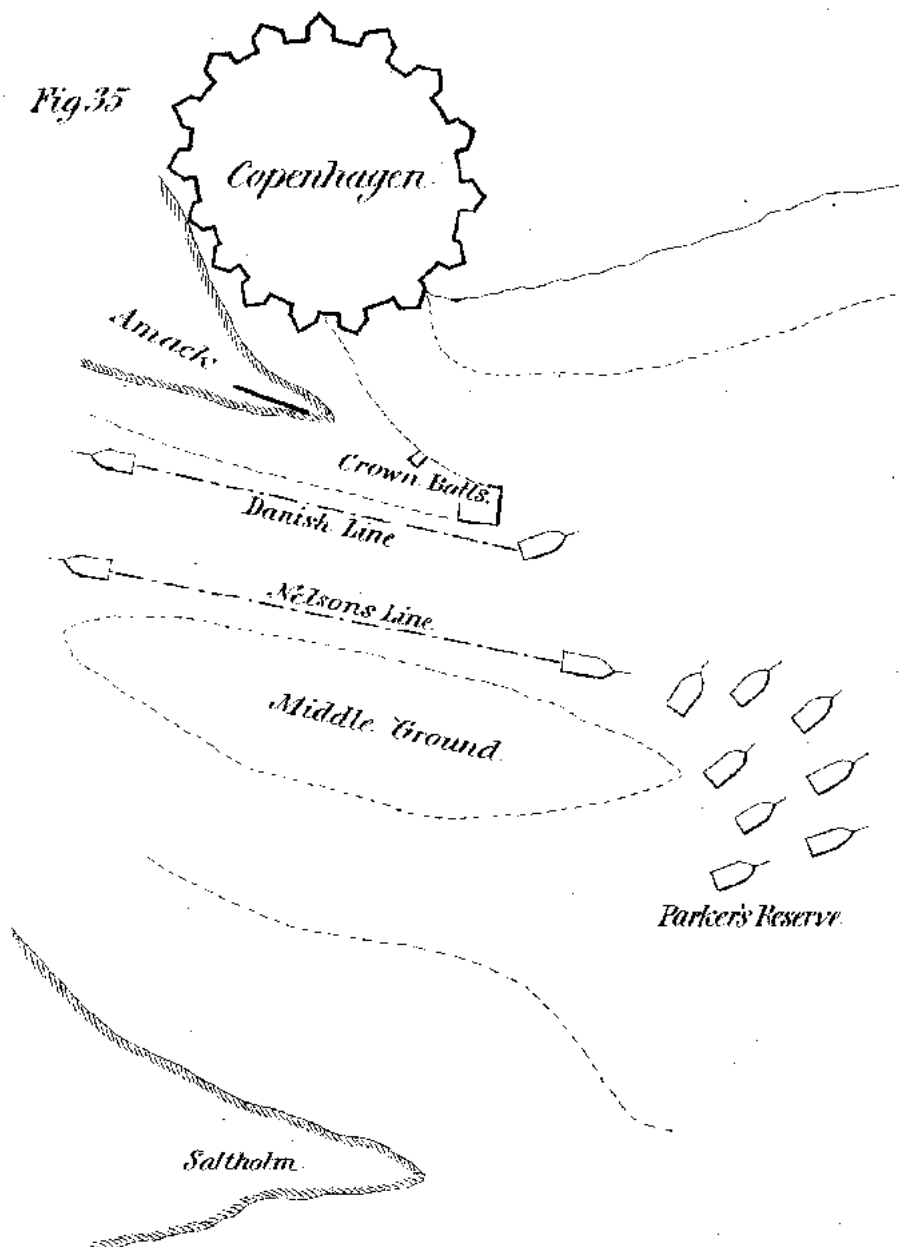 Fig. 35
Copenhagen.
Amack
Crown Batts.
Danish Line
Nelsons Line
Middle Ground
Parker's Reserve
Saltholm